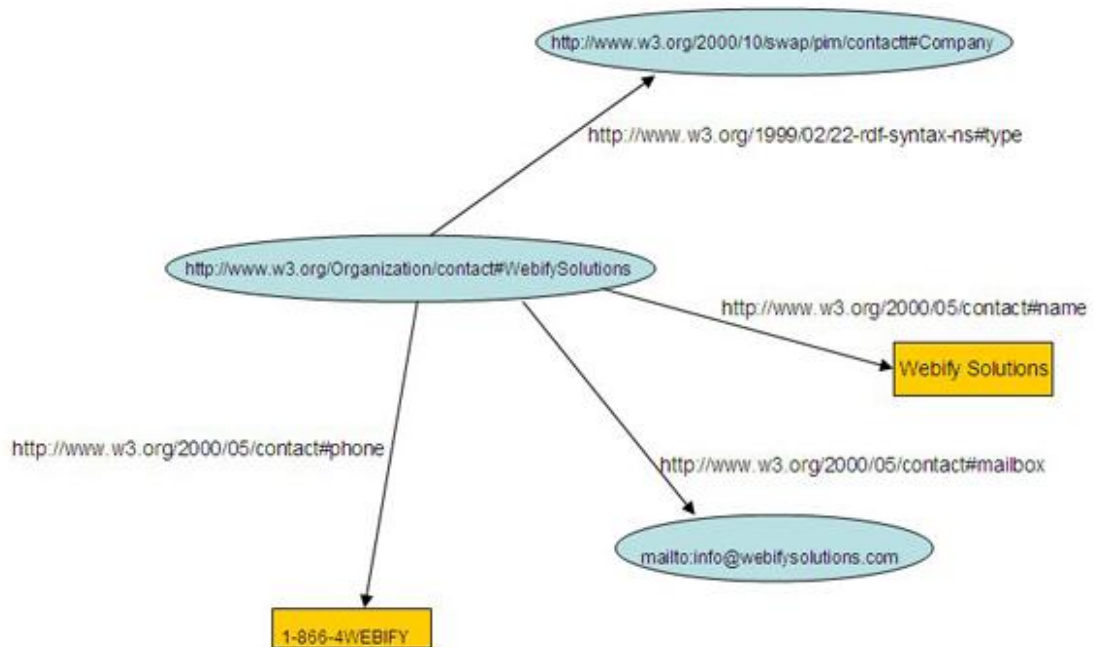 http://www.w3.org/2000/10/swap/pim/contactt#Company
http://www.w3.org/1999/02/22-rdf-syntax-ns#type
http://www.w3.org/Organization/contact#WebifySolutions
http://www.w3.org/2000/05/contact#name
Webify Solutions
http://www.w3.org/2000/05/contact#phone
http://www.w3.org/2000/05/contact#mailbox
mailto:info@webifysolutions.com
1-866-4WEBIFY